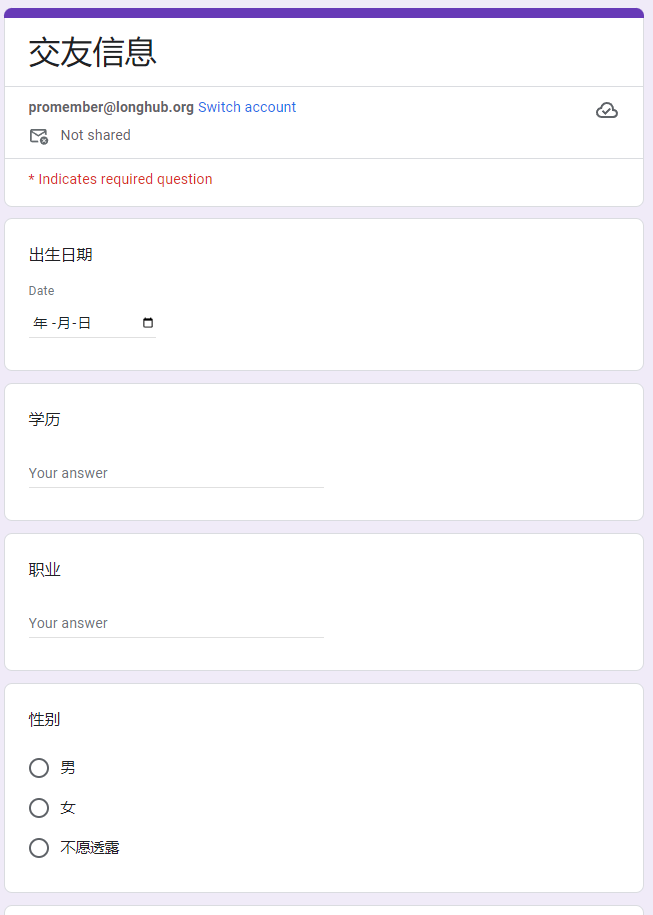 交友信息
promember@longhub.org Switch account
Not shared
* Indicates required question
出生日期
Date
年 -月-日
学历
Your answer
职业
Your answer
性别
男
女
不愿透露